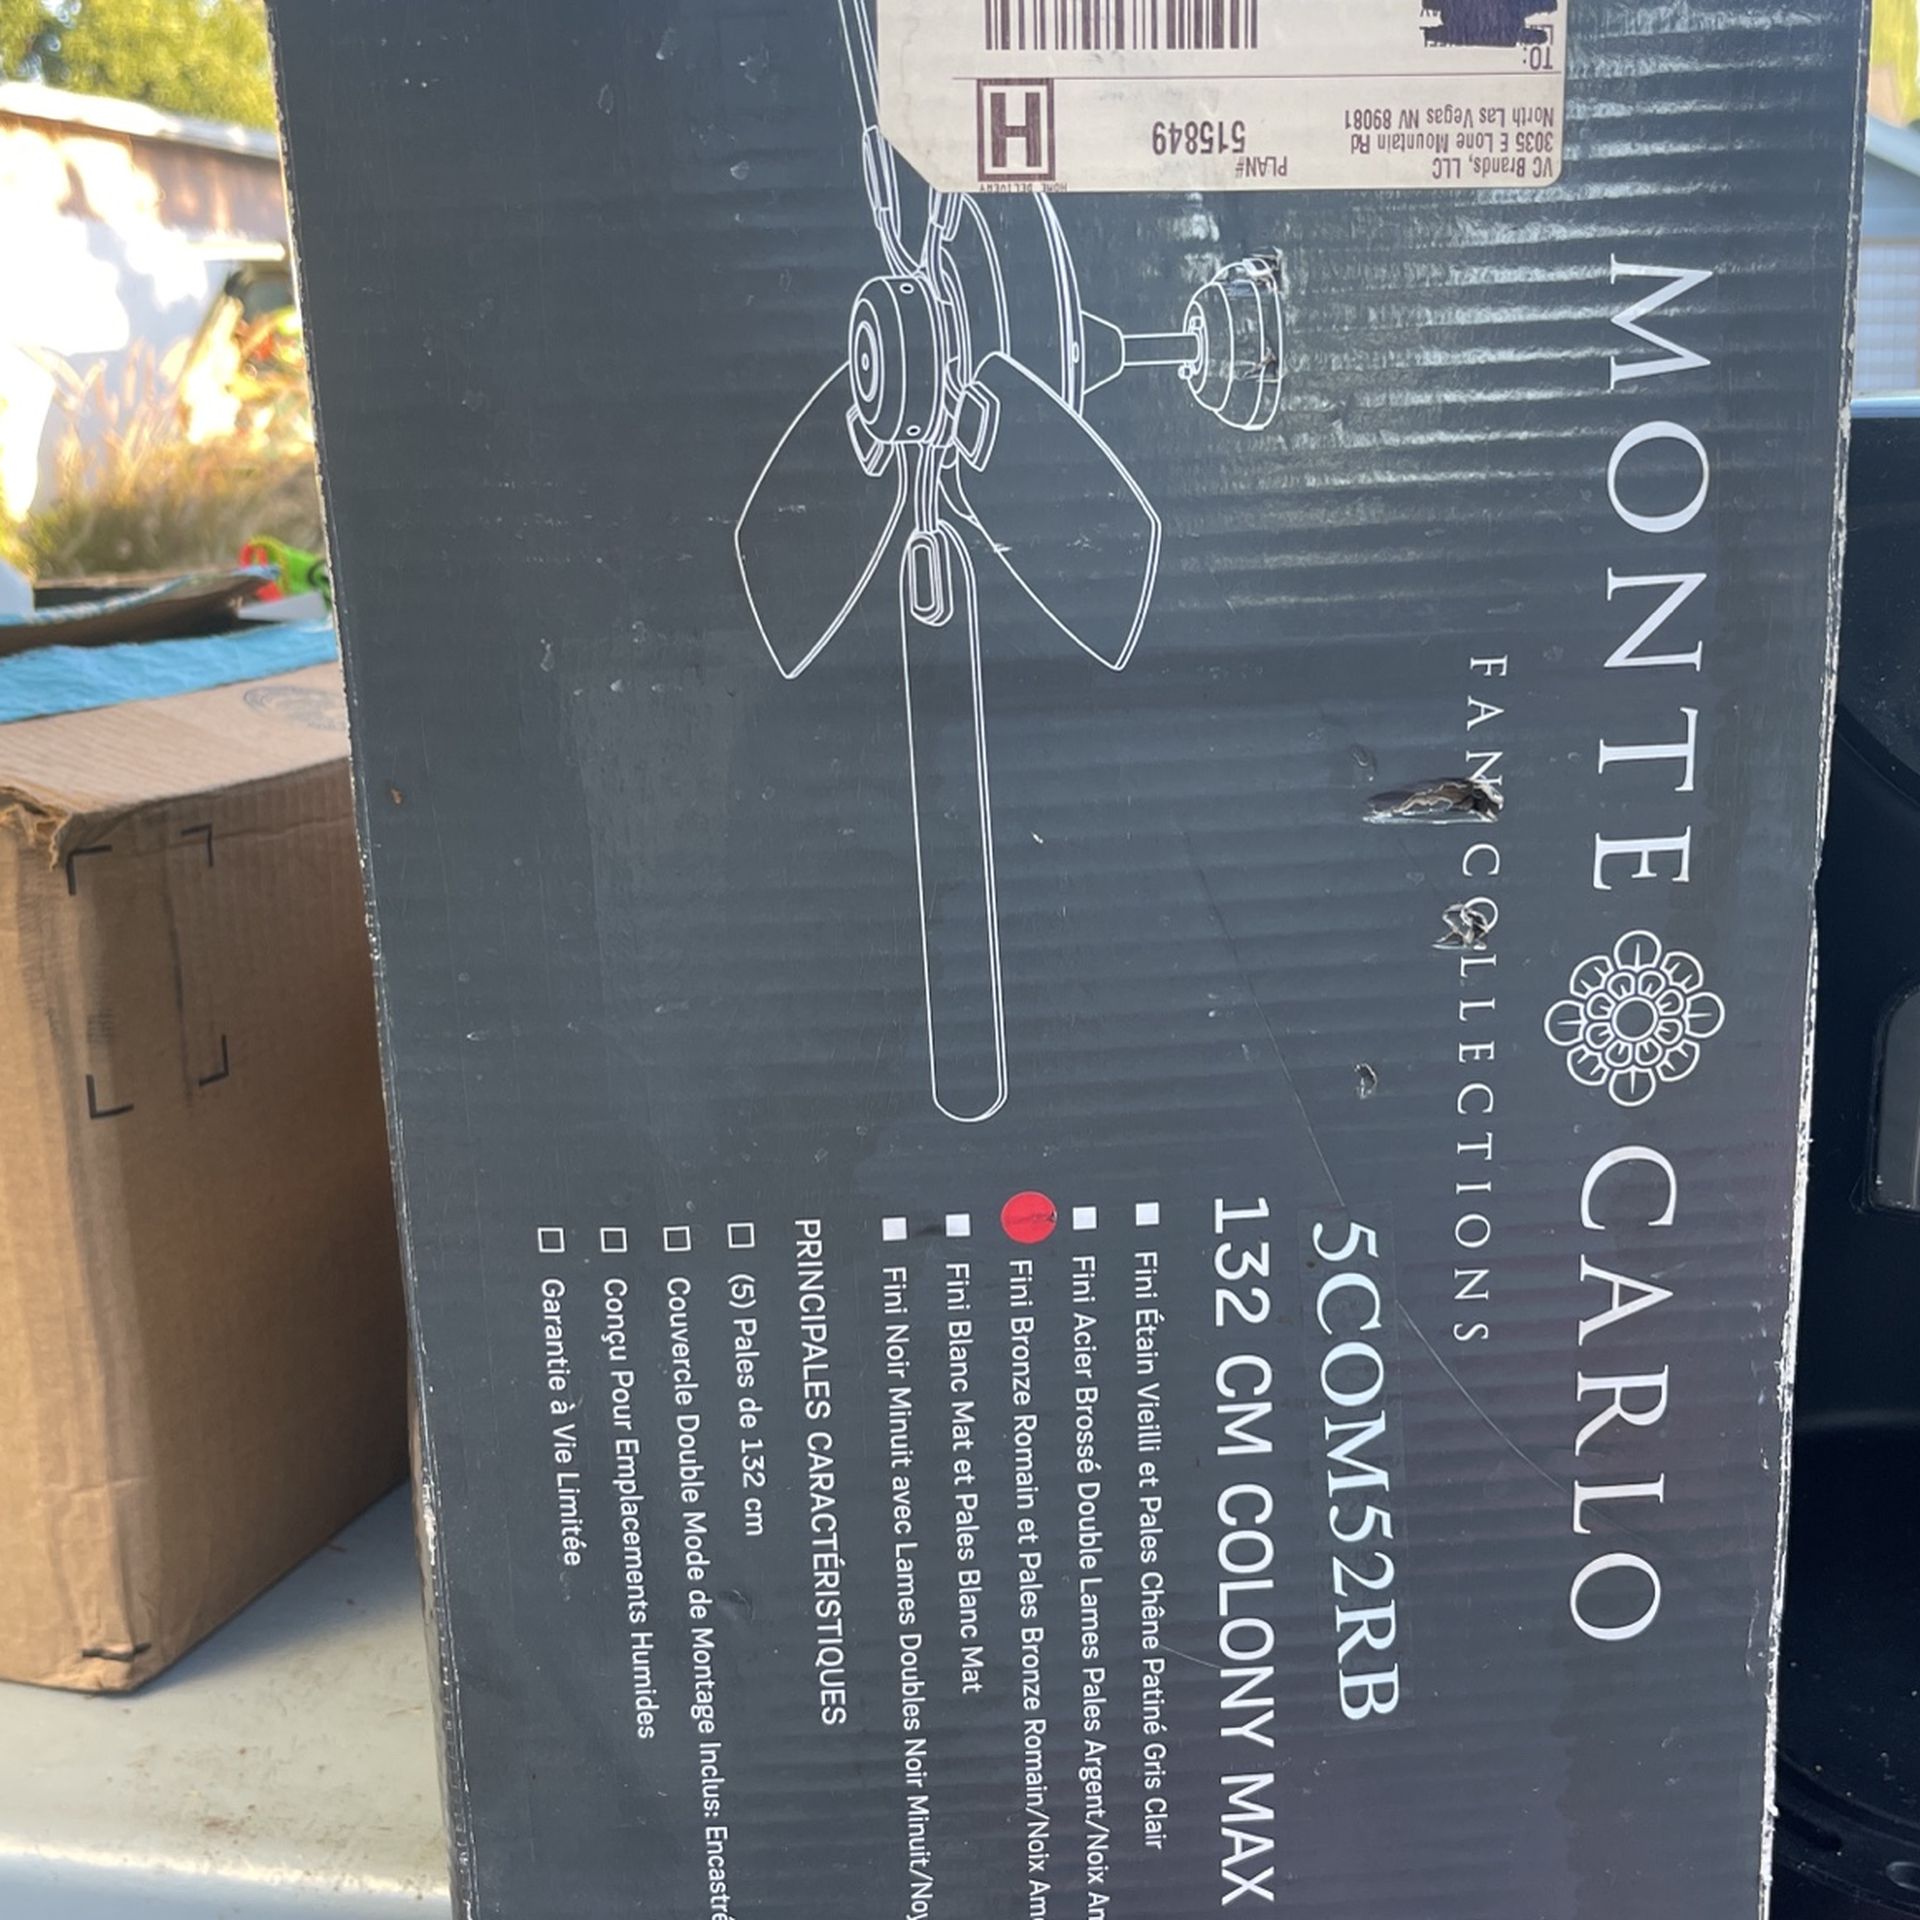 MONTE CARLO
FAN COLLECTIONS
5COM52RB
132 CM COLONY MAX
Fini Étain Vieilli et Pales Chêne Patiné Gris Clair
Fini Acier Brossé Double Lames Pales Argent/Noix
Fini Bronze Romain et Pales Bronze Romain/Noix
Fini Blanc Mat et Pales Blanc Mat
Fini Noir Minuit avec Lames Doubles Noir Minuit/
PRINCIPALES CARACTÉRISTIQUES
(5) Pales de 132 cm
Couvercle Double Mode de Montage Inclus:
Conçu Pour Emplacements Humides
Garantie à Vie Limitée
HOME DELIVERY
VC Brands, LLC
3035 E Lone Mountain Rd
North Las Vegas NV 89081
PLAN#
515849
H
TO: